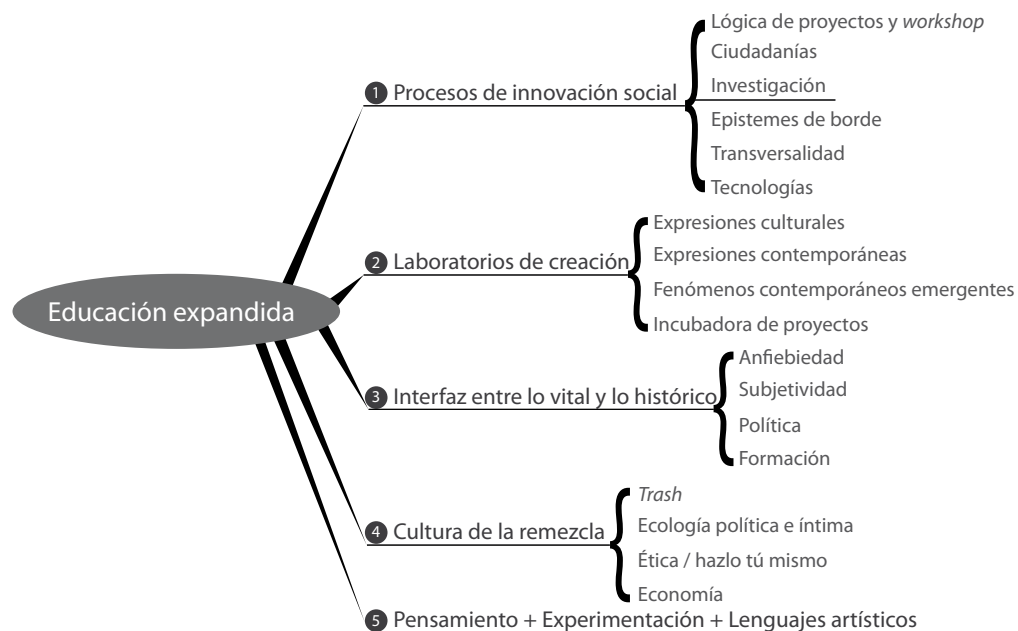 Educación expandida
1 Procesos de innovación social
Lógica de proyectos y workshop
Ciudadanías
Investigación
Epistemes de borde
Transversalidad
Tecnologías
2 Laboratorios de creación
Expresiones culturales
Expresiones contemporáneas
Fenómenos contemporáneos emergentes
Incubadora de proyectos
3 Interfaz entre lo vital y lo histórico
Anfiebiedad
Subjetividad
Política
Formación
4 Cultura de la remezcla
Trash
Ecología política e íntima
Ética / hazlo tú mismo
Economía
5 Pensamiento + Experimentación + Lenguajes artísticos